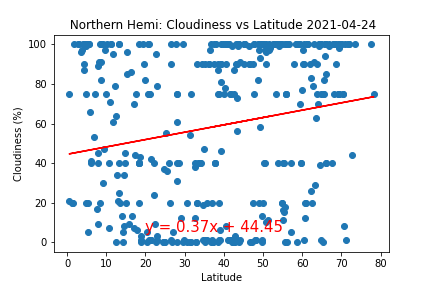 Northern Hemi: Cloudiness vs Latitude 2021-04-24
100
80
60
40
20
0
Cloudiness (%)
y = 0.37x + 44.45
0 10 20 30 40 50 60 70 80
Latitude